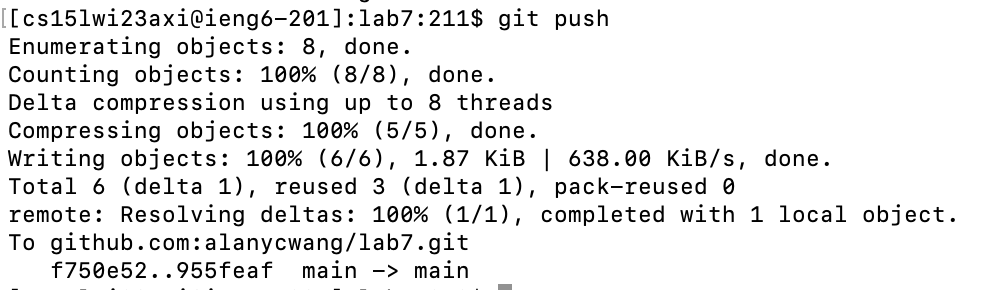 [[cs15lwi23axi@ieng6-201]:lab7:211$ git push
Enumerating objects: 8, done.
Counting objects: 100% (8/8), done.
Delta compression using up to 8 threads
Compressing objects: 100% (5/5), done.
Writing objects: 100% (6/6), 1.87 KiB | 638.00 KiB/s, done.
Total 6 (delta 1), reused 3 (delta 1), pack-reused 0
remote: Resolving deltas: 100% (1/1), completed with 1 local object.
To github.com:alanycwang/lab7.git
   f750e52..955feaf  main -> main